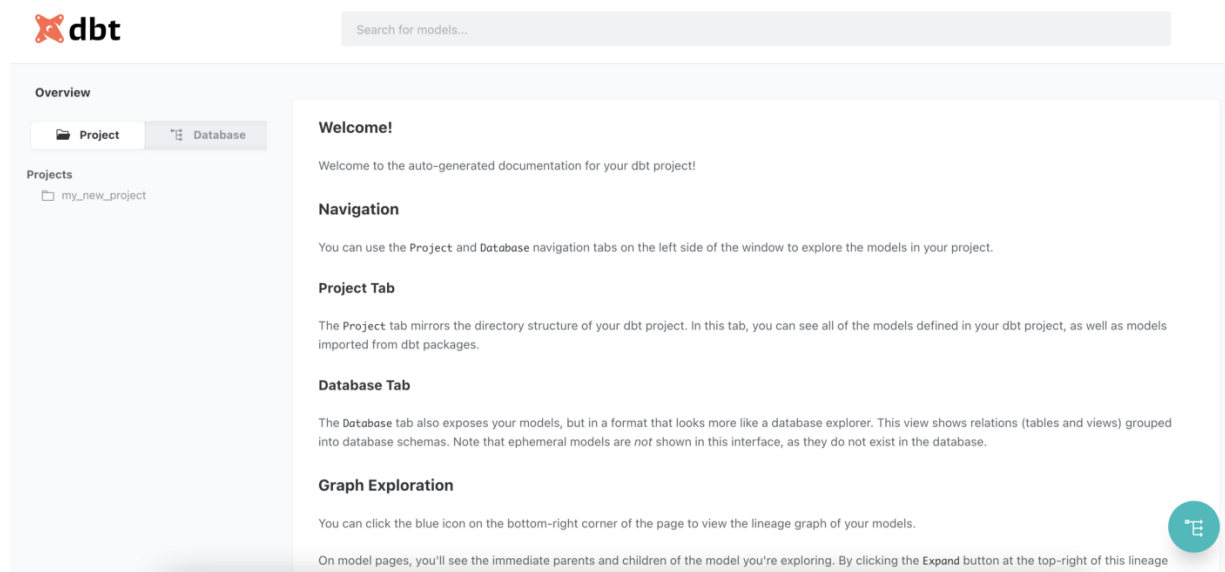 dbt
Search for models...
Overview
Project
Database
Projects
my_new_project
Welcome!
Welcome to the auto-generated documentation for your dbt project!
Navigation
You can use the Project and Database navigation tabs on the left side of the window to explore the models in your project.
Project Tab
The Project tab mirrors the directory structure of your dbt project. In this tab, you can see all of the models defined in your dbt project, as well as models
imported from dbt packages.
Database Tab
The Database tab also exposes your models, but in a format that looks more like a database explorer. This view shows relations (tables and views) grouped
into database schemas. Note that ephemeral models are not shown in this interface, as they do not exist in the database.
Graph Exploration
You can click the blue icon on the bottom-right corner of the page to view the lineage graph of your models.
On model pages, you'll see the immediate parents and children of the model you're exploring. By clicking the Expand button at the top-right of this lineage